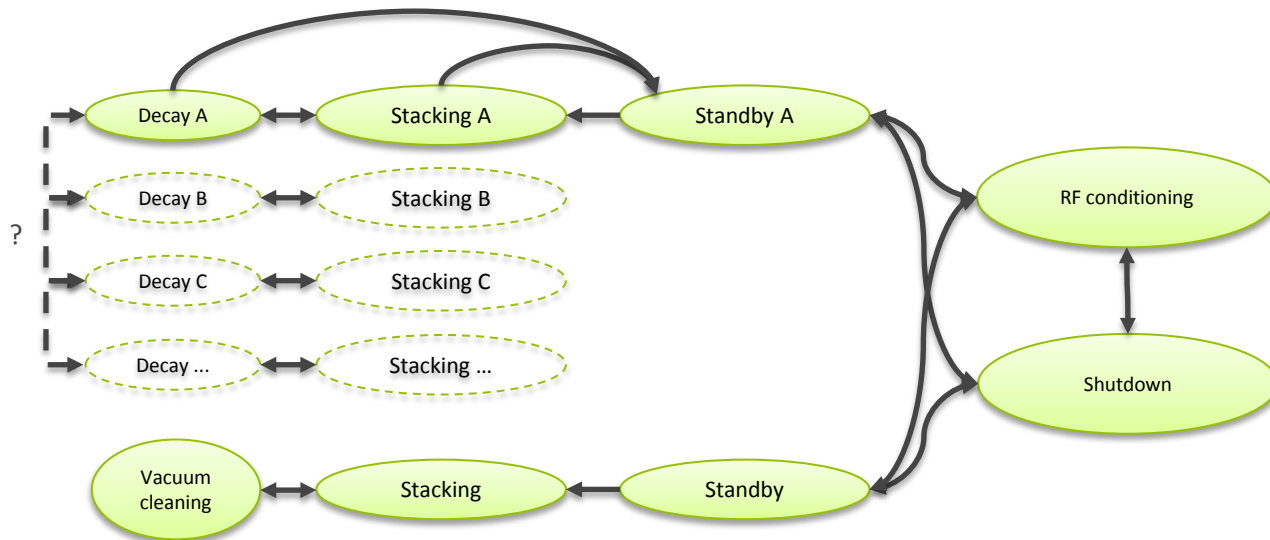 Decay A
Stacking A
Standby A
Decay B
Stacking B
RF conditioning
?
Decay C
Stacking C
Decay ...
Stacking ...
Shutdown
Vacuum
cleaning
Stacking
Standby